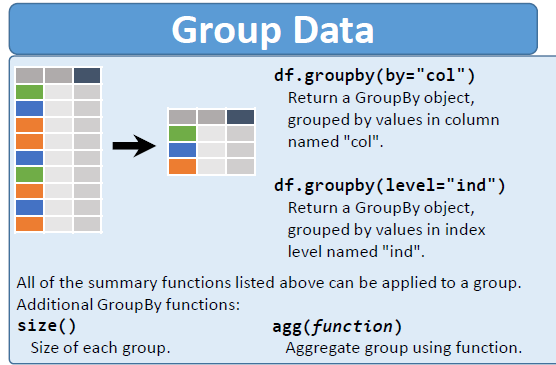 Group Data
df.groupby(by="col")
Return a GroupBy object,
grouped by values in column
named "col".
df.groupby(level="ind")
Return a GroupBy object,
grouped by values in index
level named "ind".
All of the summary functions listed above can be applied to a group.
Additional GroupBy functions:
size()
Size of each group.
agg(function)
Aggregate group using function.